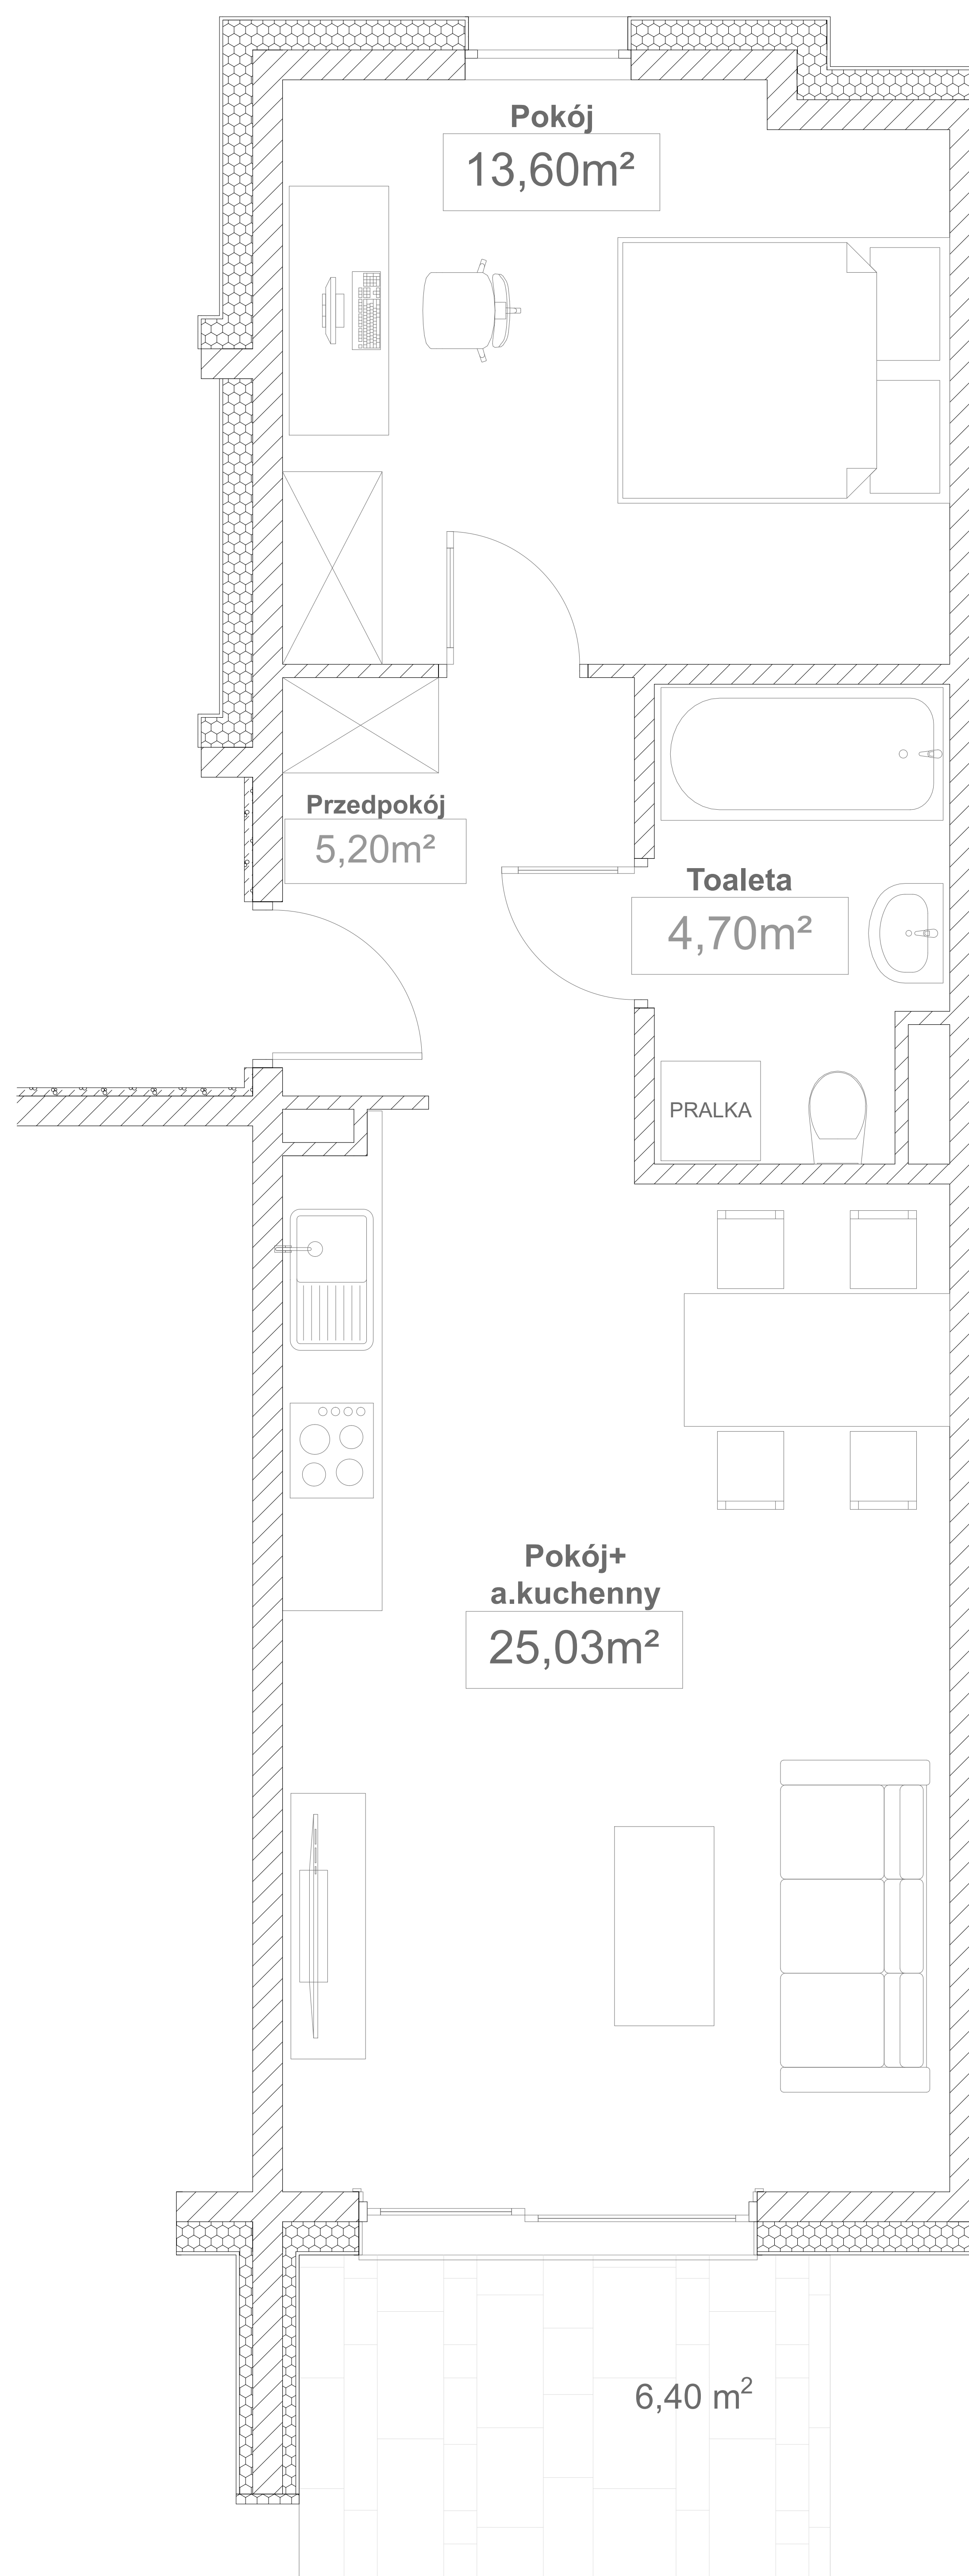 Pokój
13,60m²
Przedpokój
5,20m²
Toaleta
4,70m²
PRALKA
Pokój+
a.kuchenny
25,03m²
6,40 m²